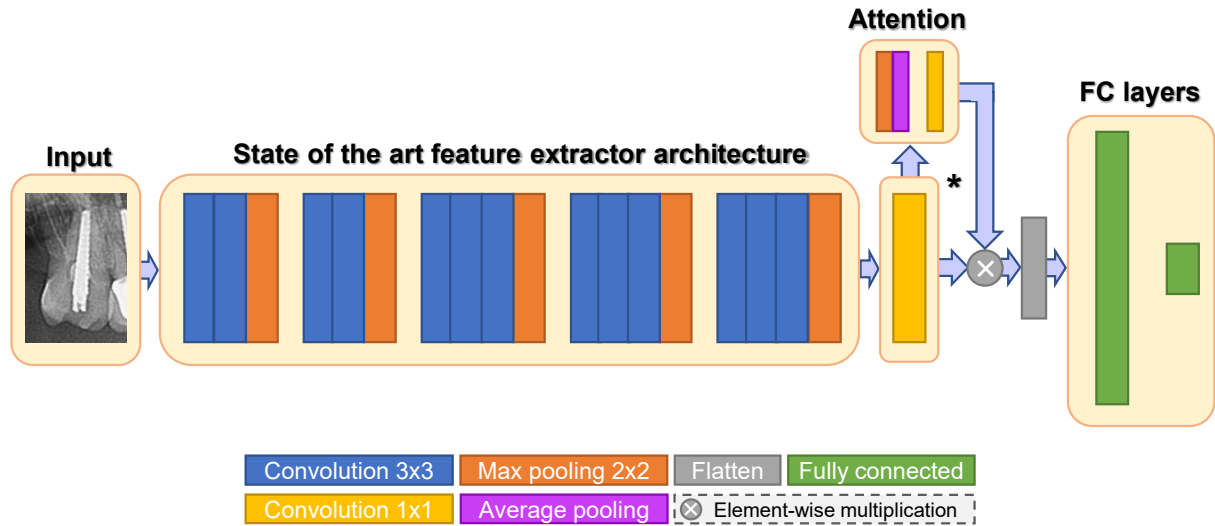 Attention
FC layers
Input
State of the art feature extractor architecture
*
Convolution 3x3
Max pooling 2x2
Flatten
Fully connected
Convolution 1x1
Average pooling
Element-wise multiplication